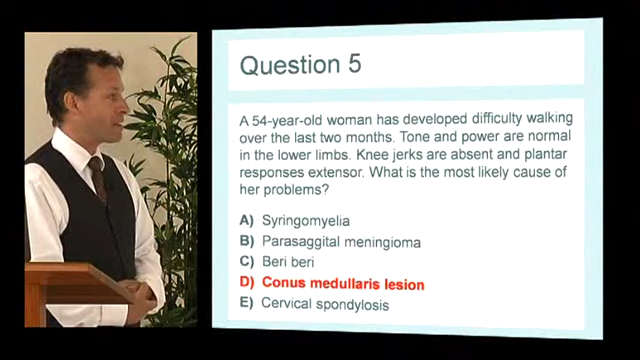 Question 5
A 54-year-old woman has developed difficulty walking
over the last two months. Tone and power are normal
in the lower limbs. Knee jerks are absent and plantar
responses extensor. What is the most likely cause of
her problems?
A) Syringomyelia
B) Parasaggital meningioma
C) Beri beri
D) Conus medullaris lesion
E) Cervical spondylosis